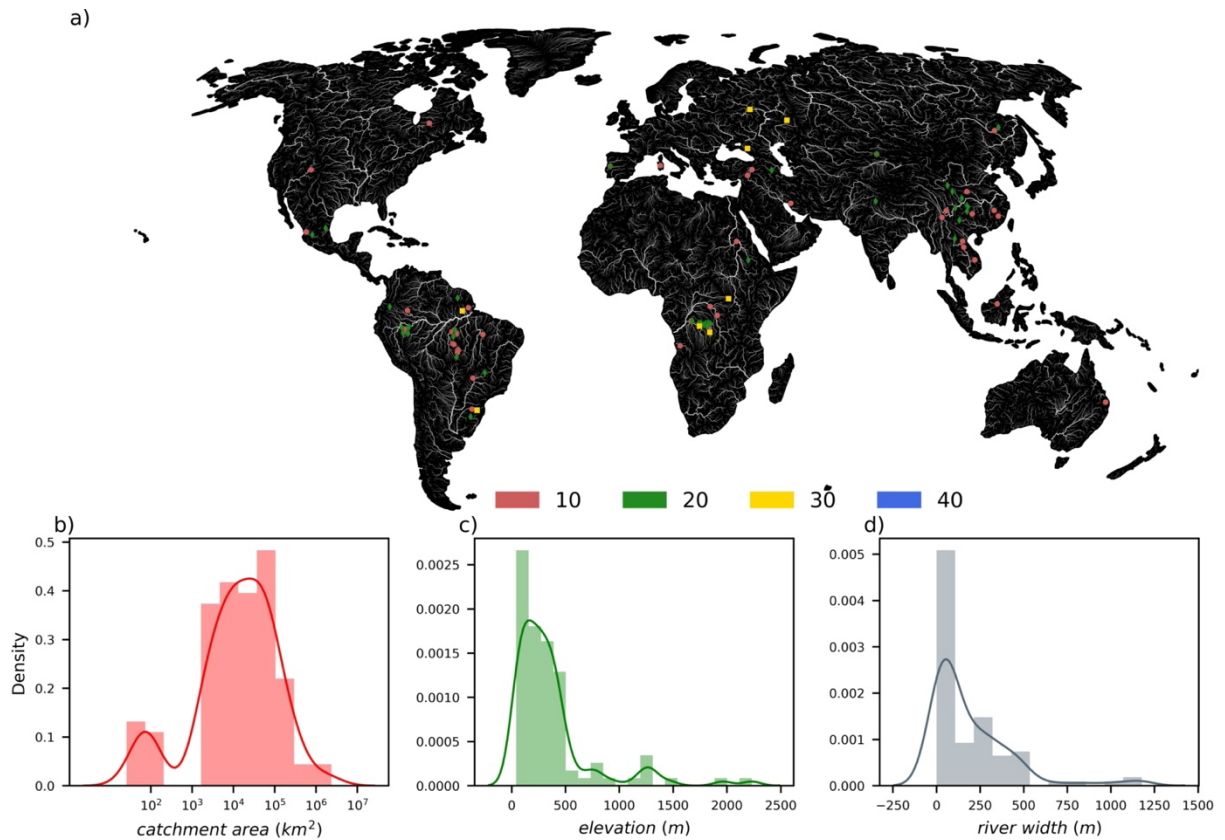 a)
10 20 30 40
b) c) d)
0.5
0.4
0.3
0.2
0.1
0.0
Density
10² 10³ 10⁴ 10⁵ 10⁶ 10⁷
catchment area (km²)
0.0025
0.0020
0.0015
0.0010
0.0005
0.0000
0 500 1000 1500 2000 2500
elevation (m)
0.005
0.004
0.003
0.002
0.001
0.000
−250 0 250 500 750 1000 1250 1500
river width (m)